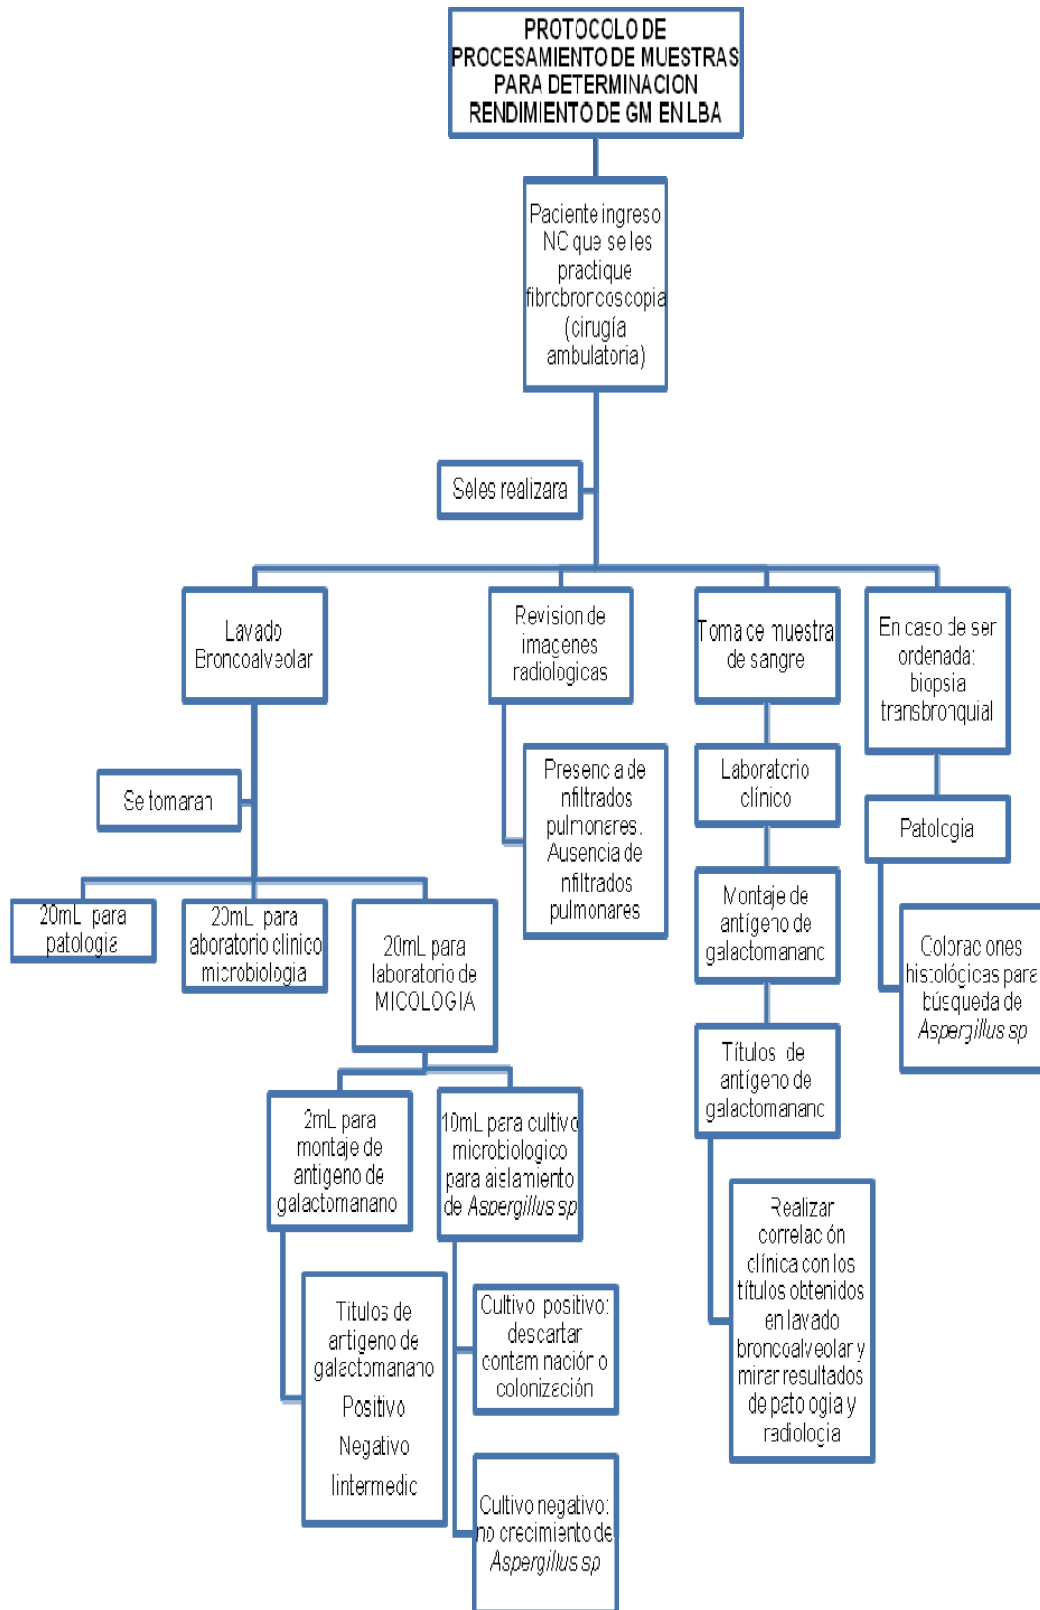 PROTOCOLO DE
PROCESAMIENTO DE MUESTRAS
PARA DETERMINACION
RENDIMIENTO DE GM EN LBA
Paciente ingreso
NC que se les
practique
fibrobroncoscopia
(cirugía
ambulatoria)
Seles realizara
Lavado
Broncoalveolar
Revision de
imagenes
radiologicas
Toma de muestra
de sangre
En caso de ser
ordenada:
biopsia
transbronquial
Se tomaran
Presencia de
nfiltrados
pulmonares.
Ausencia de
nfiltrados
pulmonares
Laboratorio
clínico
Patologia
20mL para
patologia
20mL para
aboratorio clinico
microbiologia
20mL para
laboratorio de
MICOLOGIA
Montaje de
antígeno de
galactomanano
Coloraciones
histológicas para
búsqueda de
Aspergillus sp
Títulos de
antígeno de
galactomanano
2mL para
montaje de
antigeno de
galactomanano
10mL para cultivo
microbiologico
para aislamiento
de Aspergillus sp
Realizar
correlación
clínica con los
títulos obtenidos
en lavado
broncoalveolar y
mirar resultados
de patologia y
radiologia
Titulos de
antigeno de
galactomanano
Positivo
Negativo
Iintermedio
Cultivo positivo:
descartar
contaminación o
colonización
Cultivo negativo:
no crecimiento de
Aspergillus sp